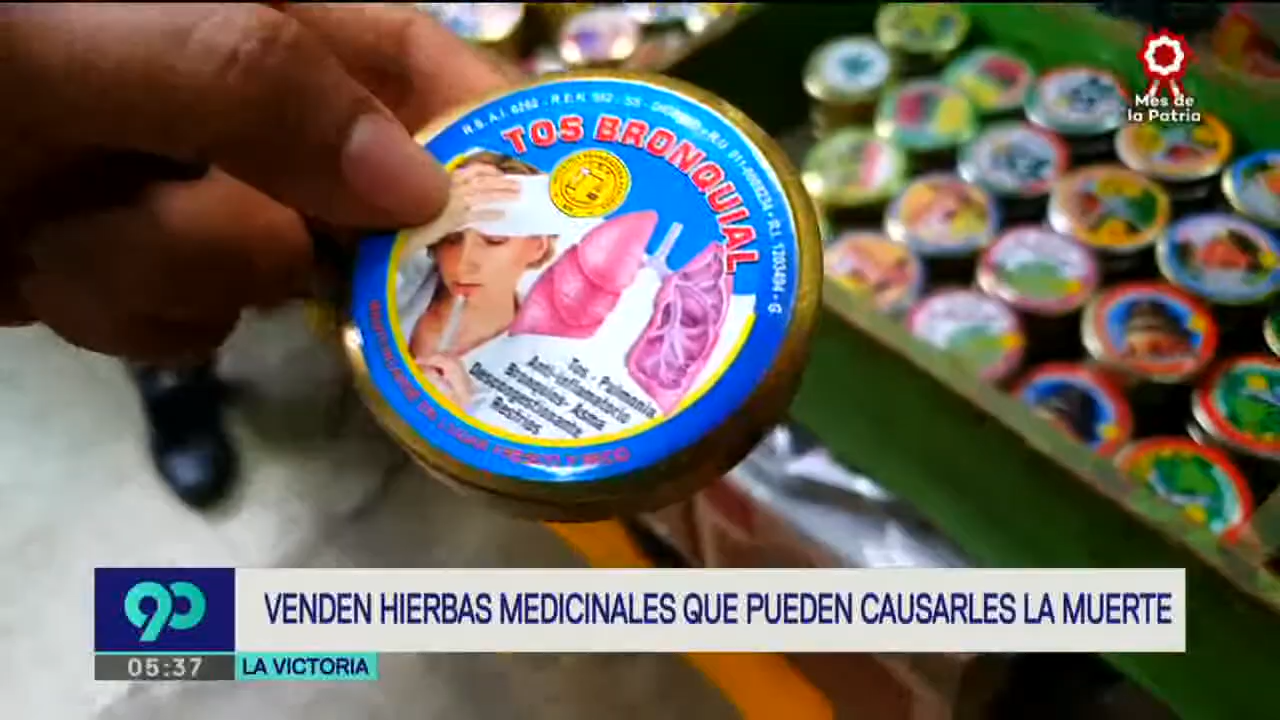 Mes de
la Patria
TOS BRONQUIAL
Tos - Pulmonía
Antiinflamatorio
Bronquios - Asma
Descongestionante
Resfríos
90
VENDEN HIERBAS MEDICINALES QUE PUEDEN CAUSARLES LA MUERTE
05:37
LA VICTORIA